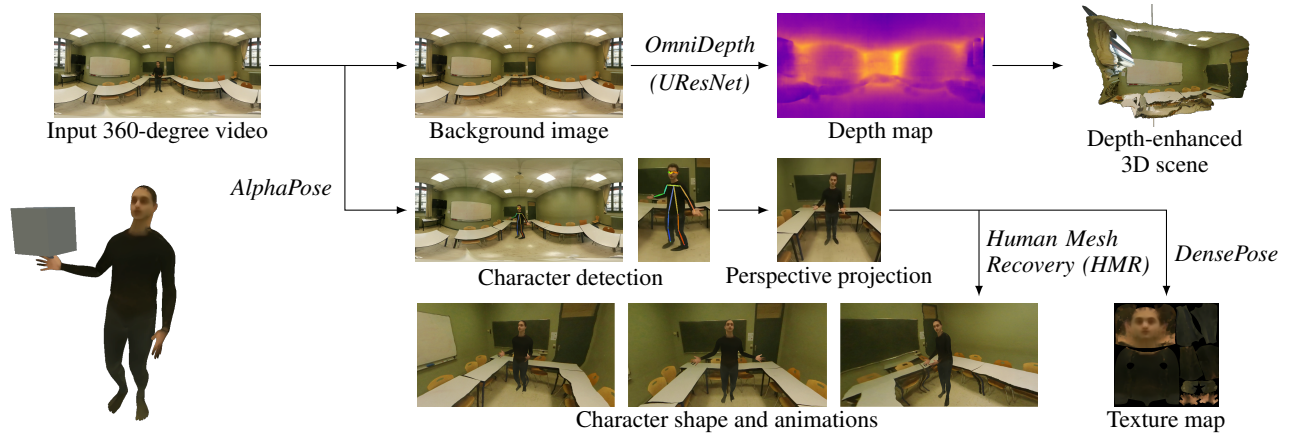 OmniDepth
(UResNet)
Input 360-degree video
Background image
Depth map
Depth-enhanced
3D scene
AlphaPose
Human Mesh
Recovery (HMR)
DensePose
Character detection
Perspective projection
Character shape and animations
Texture map